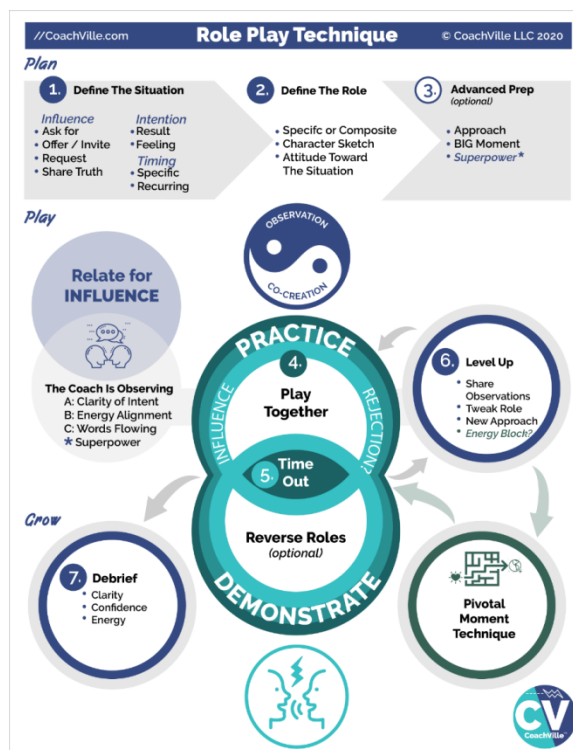 //CoachVille.com
Role Play Technique
© CoachVille LLC 2020
Plan
1. Define The Situation
Influence
• Ask for
• Offer / Invite
• Request
• Share Truth
Intention
• Result
• Feeling
Timing
• Specific
• Recurring
2. Define The Role
• Specifc or Composite
• Character Sketch
• Attitude Toward
The Situation
3. Advanced Prep
(optional)
• Approach
• BIG Moment
• Superpower*
Play
OBSERVATION
CO-CREATION
Relate for
INFLUENCE
The Coach Is Observing
A: Clarity of Intent
B: Energy Alignment
C: Words Flowing
* Superpower
PRACTICE
INFLUENCE
REJECTION?
4.
Play
Together
5. Time
Out
Reverse Roles
(optional)
DEMONSTRATE
6. Level Up
• Share
Observations
• Tweak Role
• New Approach
• Energy Block?
Grow
7. Debrief
• Clarity
• Confidence
• Energy
Pivotal
Moment
Technique
CV
CoachVille